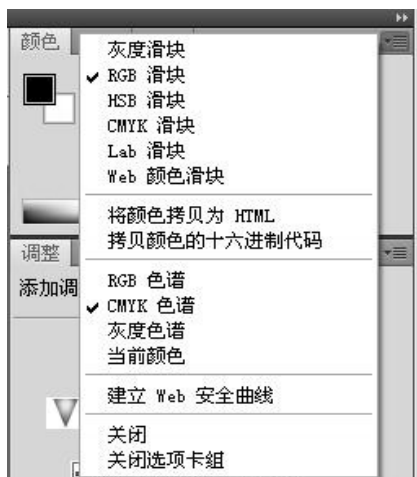 颜色
灰度滑块
RGB 滑块
HSB 滑块
CMYK 滑块
Lab 滑块
Web 颜色滑块
将颜色拷贝为 HTML
拷贝颜色的十六进制代码
调整
添加调
RGB 色谱
CMYK 色谱
灰度色谱
当前颜色
建立 Web 安全曲线
关闭
关闭选项卡组